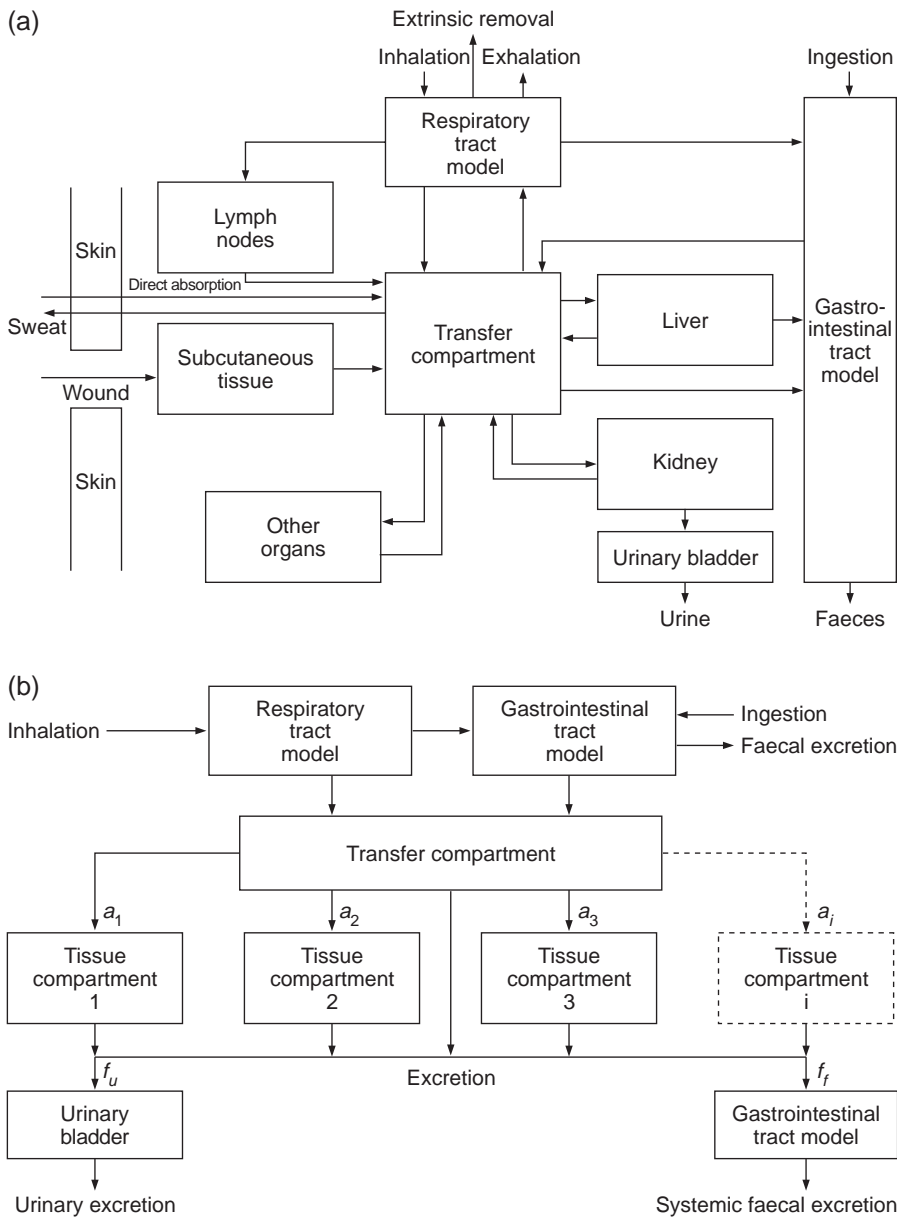 (a)
Extrinsic removal
Inhalation
Exhalation
Ingestion
Respiratory
tract
model
Lymph
nodes
Skin
Direct absorption
Sweat
Transfer
compartment
Liver
Gastro-
intestinal
tract
model
Subcutaneous
tissue
Wound
Skin
Kidney
Other
organs
Urinary bladder
Urine
Faeces
(b)
Inhalation
Respiratory
tract
model
Gastrointestinal
tract
model
Ingestion
Faecal excretion
Transfer compartment
a1
a2
a3
ai
Tissue
compartment
1
Tissue
compartment
2
Tissue
compartment
3
Tissue
compartment
i
fu
Excretion
ff
Urinary
bladder
Gastrointestinal
tract model
Urinary excretion
Systemic faecal excretion